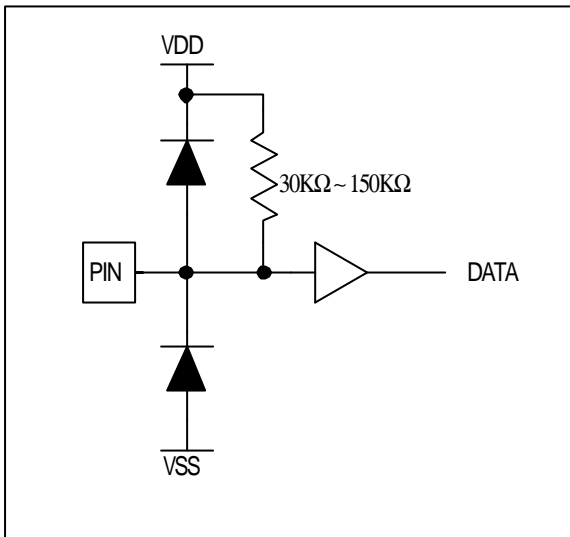 VDD
30KΩ~150KΩ
PIN
DATA
VSS